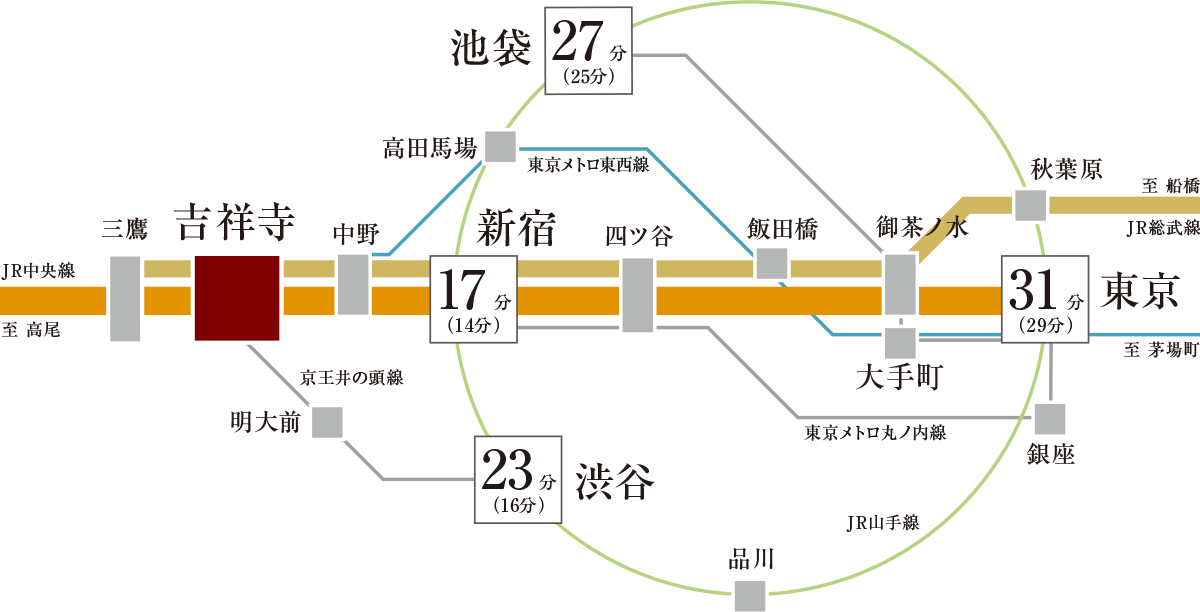 池袋
27分
（25分）
高田馬場
東京メトロ東西線
秋葉原
至 船橋
JR総武線
三鷹
吉祥寺
中野
新宿
四ツ谷
飯田橋
御茶ノ水
JR中央線
至 高尾
17分
（14分）
31分
（29分）
東京
至 茅場町
大手町
京王井の頭線
明大前
東京メトロ丸ノ内線
銀座
23分
（16分）
渋谷
JR山手線
品川